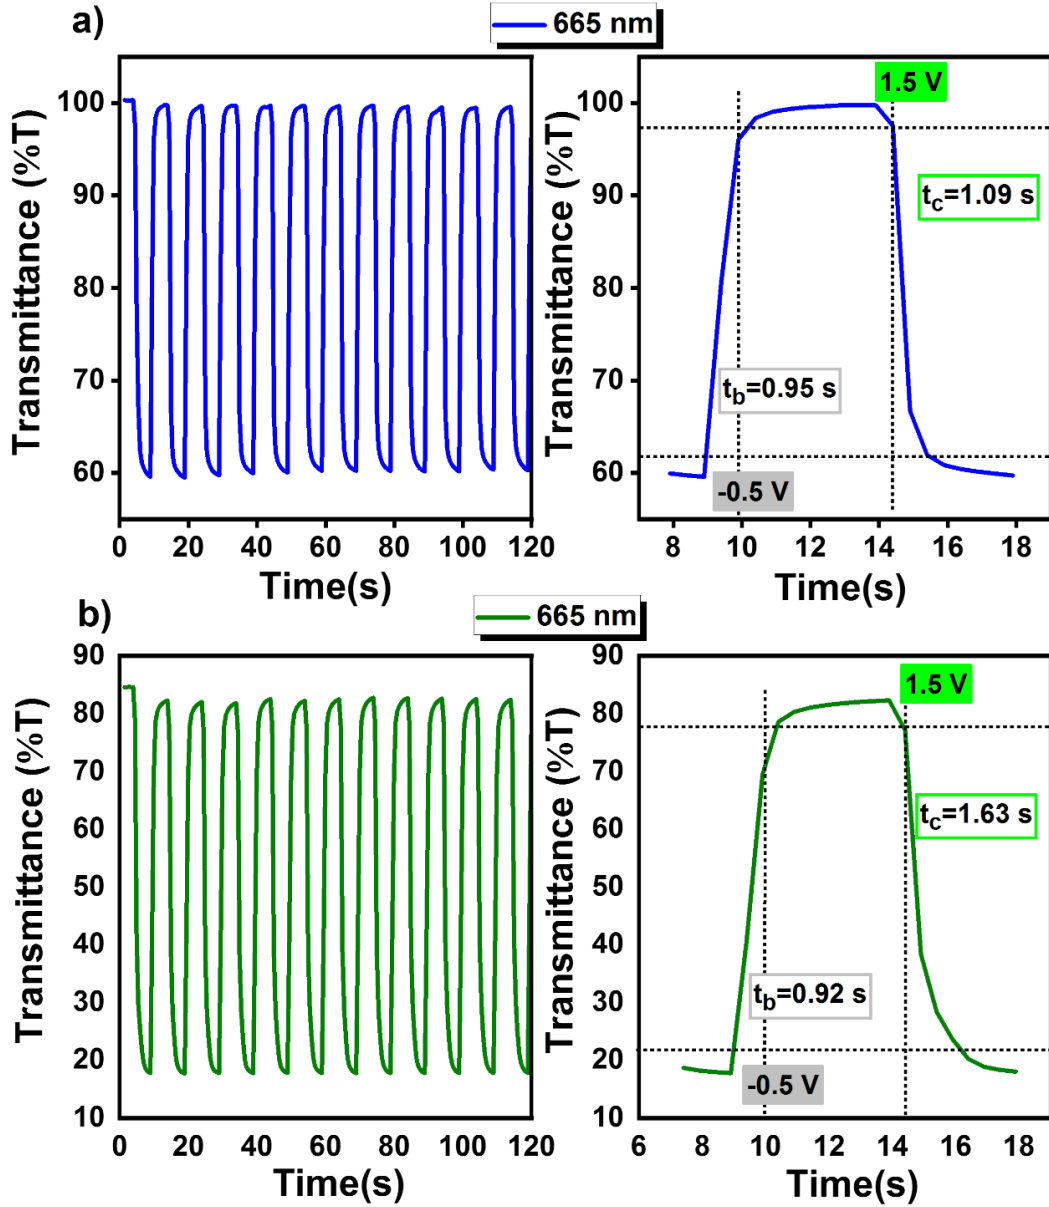 a)
665 nm
Transmittance (%T)
100
90
80
70
60
0 20 40 60 80 100 120
Time(s)
Transmittance (%T)
100
90
80
70
60
1.5 V
t_c=1.09 s
t_b=0.95 s
-0.5 V
8 10 12 14 16 18
Time(s)
b)
665 nm
Transmittance (%T)
90
80
70
60
50
40
30
20
10
0 20 40 60 80 100 120
Time(s)
Transmittance (%T)
90
80
70
60
50
40
30
20
10
1.5 V
t_c=1.63 s
t_b=0.92 s
-0.5 V
6 8 10 12 14 16 18
Time(s)